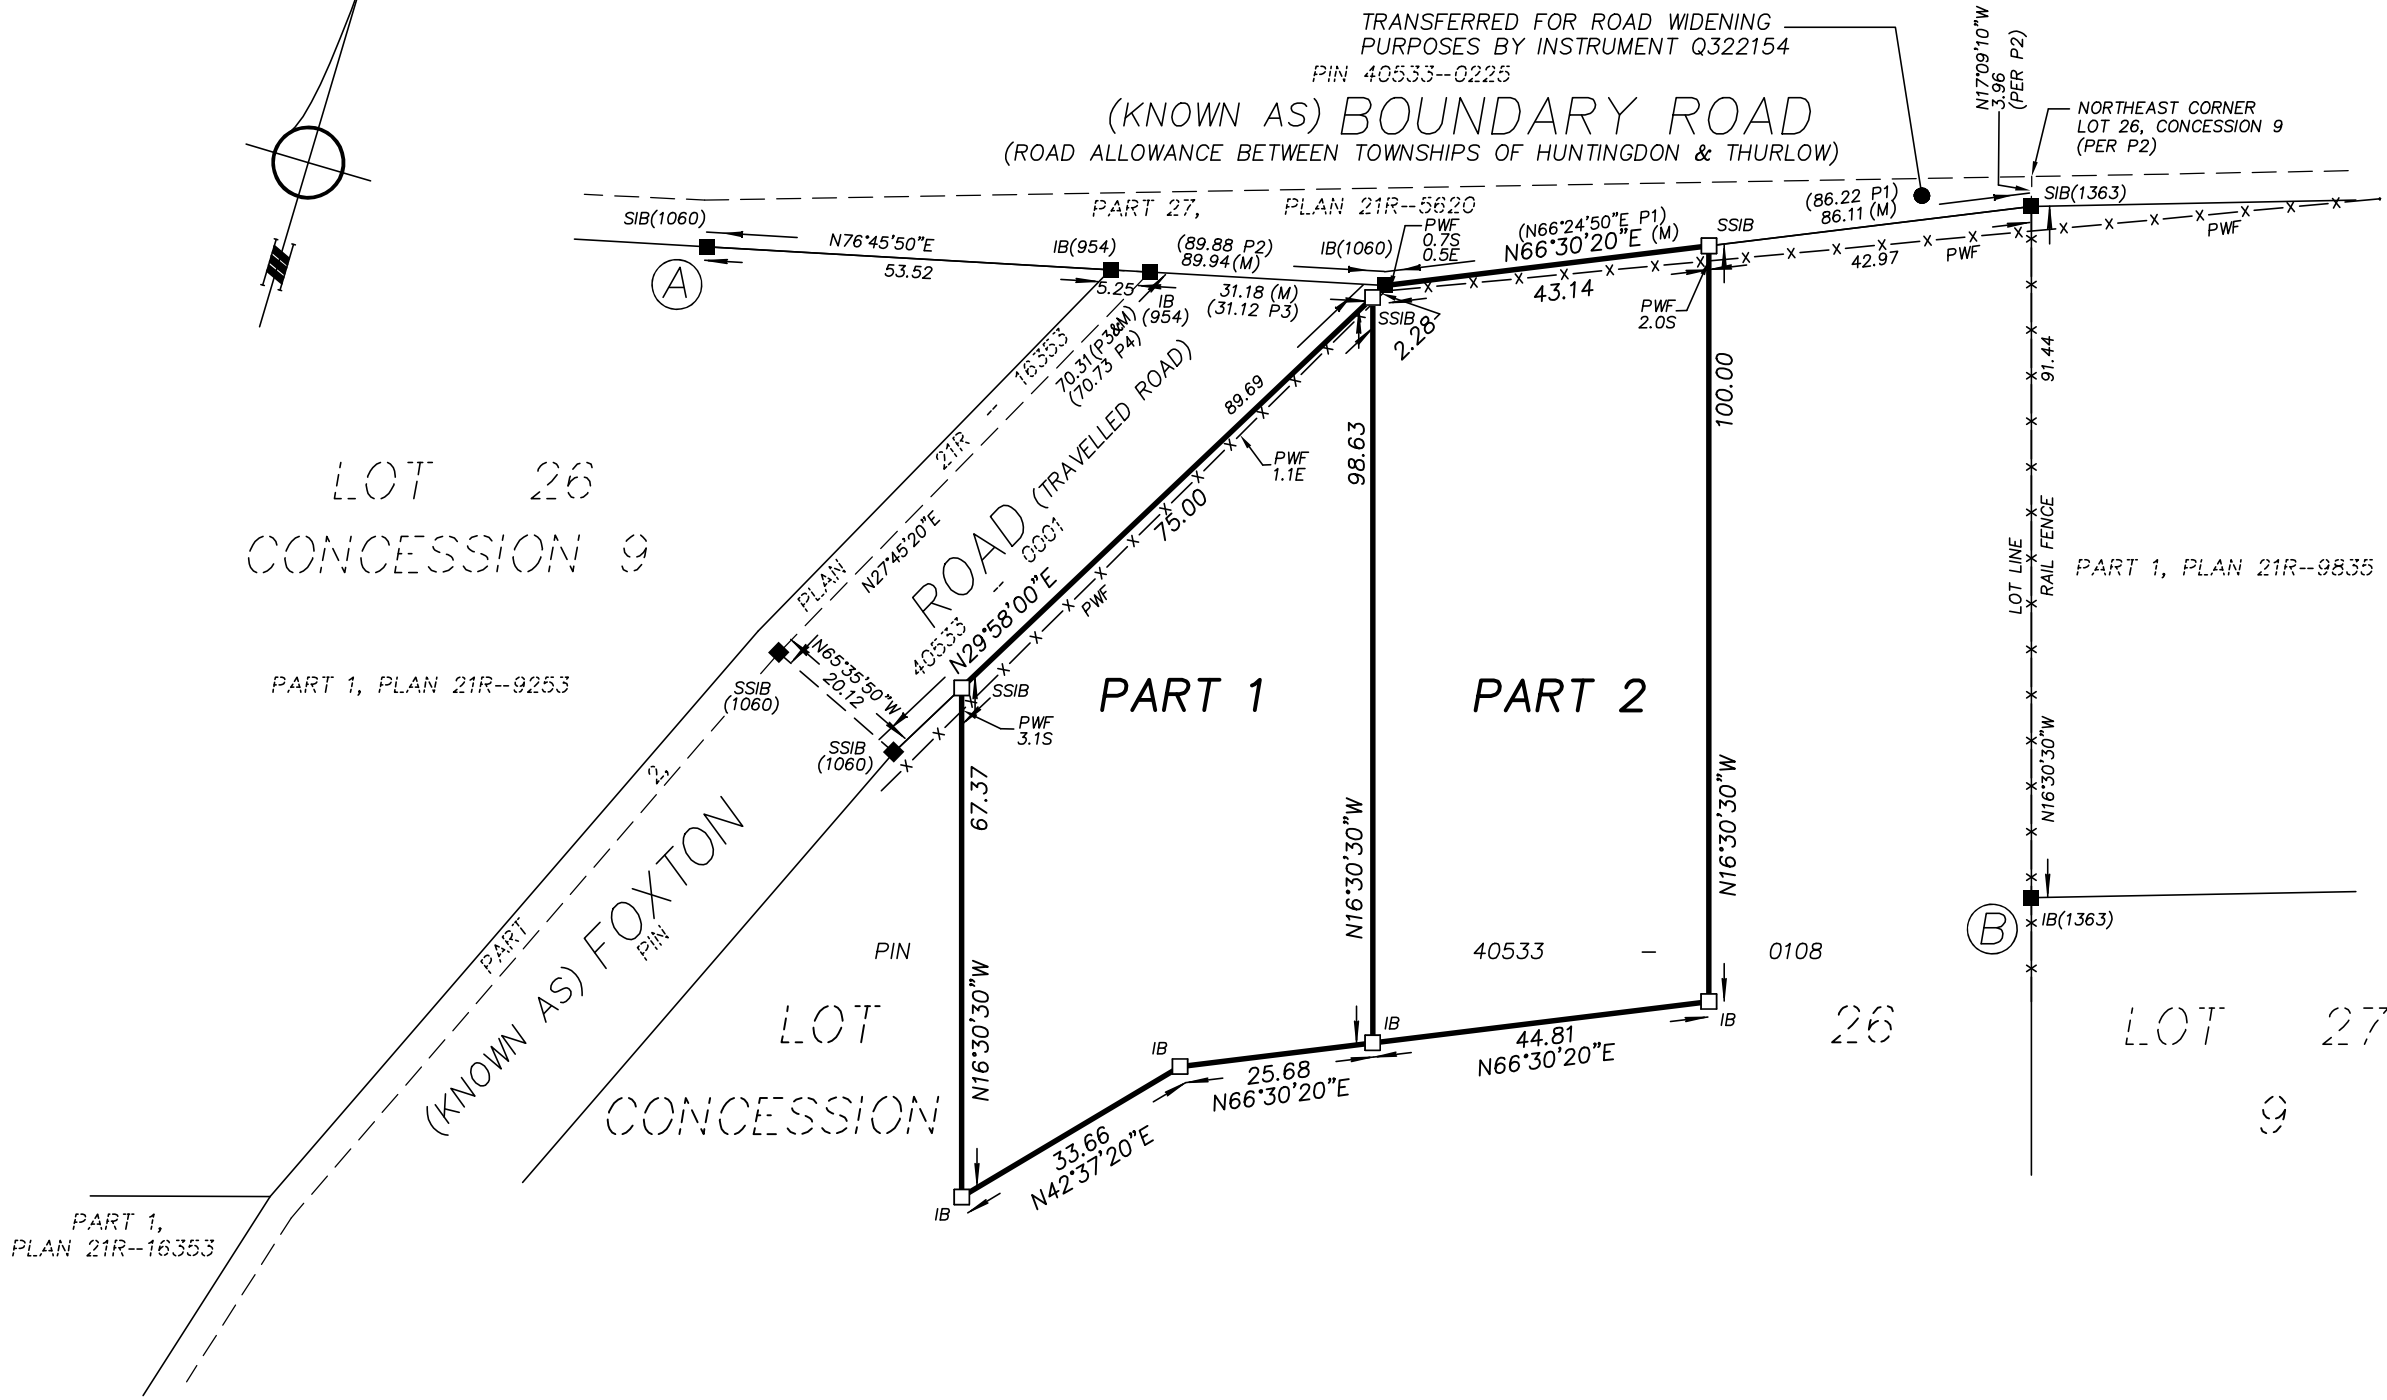 TRANSFERRED FOR ROAD WIDENING
PURPOSES BY INSTRUMENT Q322154
PIN 40533--0225
(KNOWN AS) BOUNDARY ROAD
(ROAD ALLOWANCE BETWEEN TOWNSHIPS OF HUNTINGDON & THURLOW)
N17°09'10"W
3.96
(PER P2)
NORTHEAST CORNER
LOT 26, CONCESSION 9
(PER P2)
SIB(1060)
A
N76°45'50"E
53.52
IB(954)
5.25
IB
(954)
PART 27, PLAN 21R--5620
(89.88 P2)
89.94(M)
31.18 (M)
(31.12 P3)
IB(1060)
PWF
0.7S
0.5E
(N66°24'50"E P1)
N66°30'20"E (M)
43.14
SSIB
(86.22 P1)
86.11 (M)
SIB(1363)
42.97
PWF
PWF
PWF
2.0S
SSIB
2.28
16353
-
21R
PLAN
70.31(P3&M)
(70.73 P4)
N27°45'20"E
ROAD (TRAVELLED ROAD)
40533 - 0001
89.69
75.00
N29°58'00"E
PWF
1.1E
PWF
98.63
100.00
91.44
LOT LINE
RAIL FENCE
LOT 26
CONCESSION 9
PART 1, PLAN 21R--9253
PART 1, PLAN 21R--9835
N65°35'50"W
20.12
SSIB
(1060)
SSIB
(1060)
SSIB
PWF
3.1S
PART 1
PART 2
67.37
N16°30'30"W
N16°30'30"W
N16°30'30"W
N16°30'30"W
2,
PART
(KNOWN AS) FOXTON
PIN
PIN 40533 - 0108
B
IB(1363)
LOT 26
CONCESSION
LOT 27
9
IB
IB
IB
IB
25.68
N66°30'20"E
44.81
N66°30'20"E
33.66
N42°37'20"E
PART 1,
PLAN 21R--16353